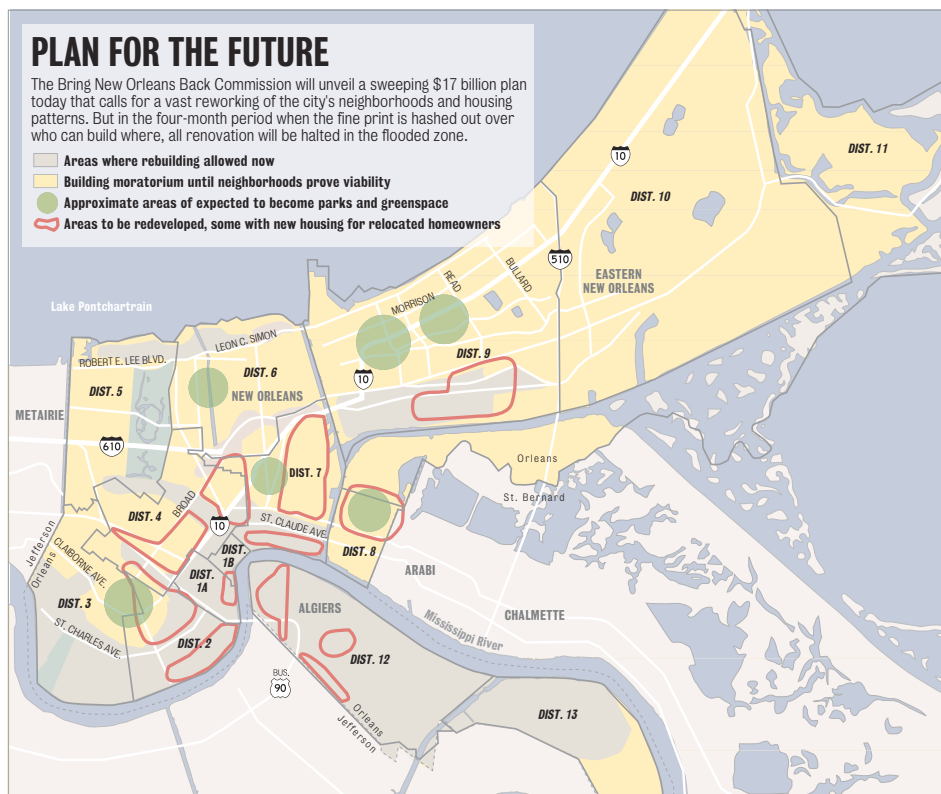 PLAN FOR THE FUTURE
The Bring New Orleans Back Commission will unveil a sweeping $17 billion plan
today that calls for a vast reworking of the city's neighborhoods and housing
patterns. But in the four-month period when the fine print is hashed out over
who can build where, all renovation will be halted in the flooded zone.
Areas where rebuilding allowed now
Building moratorium until neighborhoods prove viability
Approximate areas of expected to become parks and greenspace
Areas to be redeveloped, some with new housing for relocated homeowners
10
DIST. 11
DIST. 10
510
BULLARD
READ
EASTERN
NEW ORLEANS
MORRISON
Lake Pontchartrain
LEON C. SIMON
ROBERT E. LEE BLVD.
DIST. 9
DIST. 6
10
DIST. 5
NEW ORLEANS
METAIRIE
610
Orleans
DIST. 7
St. Bernard
BROAD
DIST. 4
10
ST. CLAUDE AVE.
Jefferson
Orleans
CLAIBORNE AVE.
DIST.
1B
DIST. 8
DIST.
1A
ARABI
DIST. 3
ALGIERS
CHALMETTE
Mississippi River
ST. CHARLES AVE.
DIST. 2
DIST. 12
BUS.
90
Orleans
Jefferson
DIST. 13